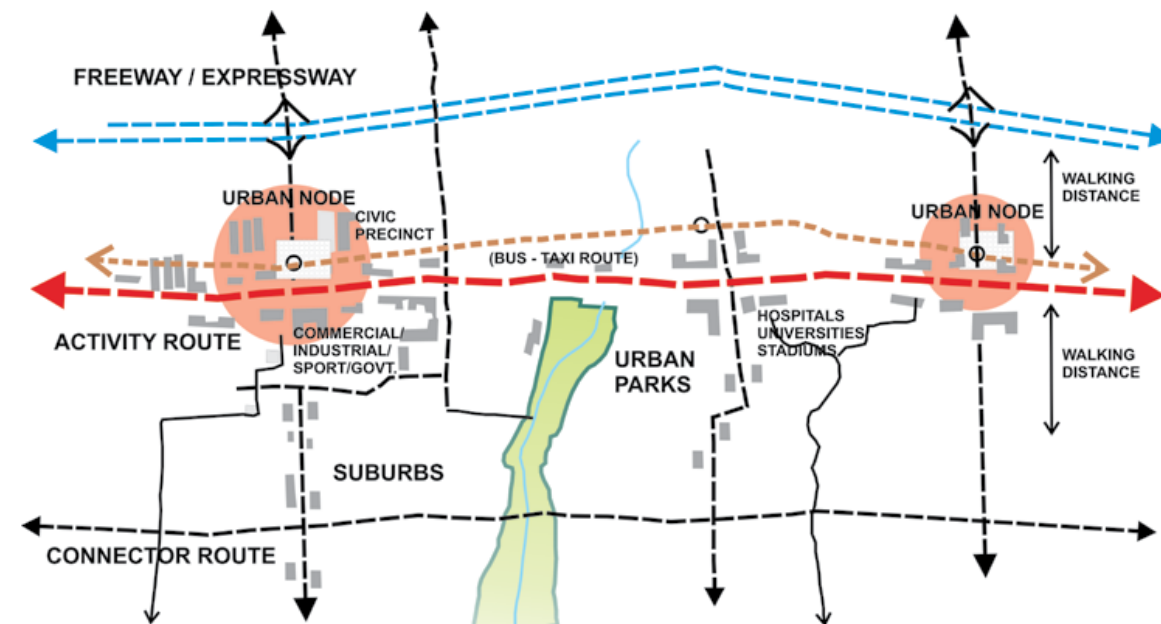 FREEWAY / EXPRESSWAY
WALKING
DISTANCE
URBAN NODE
URBAN NODE
CIVIC
PRECINCT
(BUS - TAXI ROUTE)
ACTIVITY ROUTE
COMMERCIAL/
INDUSTRIAL/
SPORT/GOVT.
HOSPITALS
UNIVERSITIES
STADIUMS
URBAN
PARKS
WALKING
DISTANCE
SUBURBS
CONNECTOR ROUTE